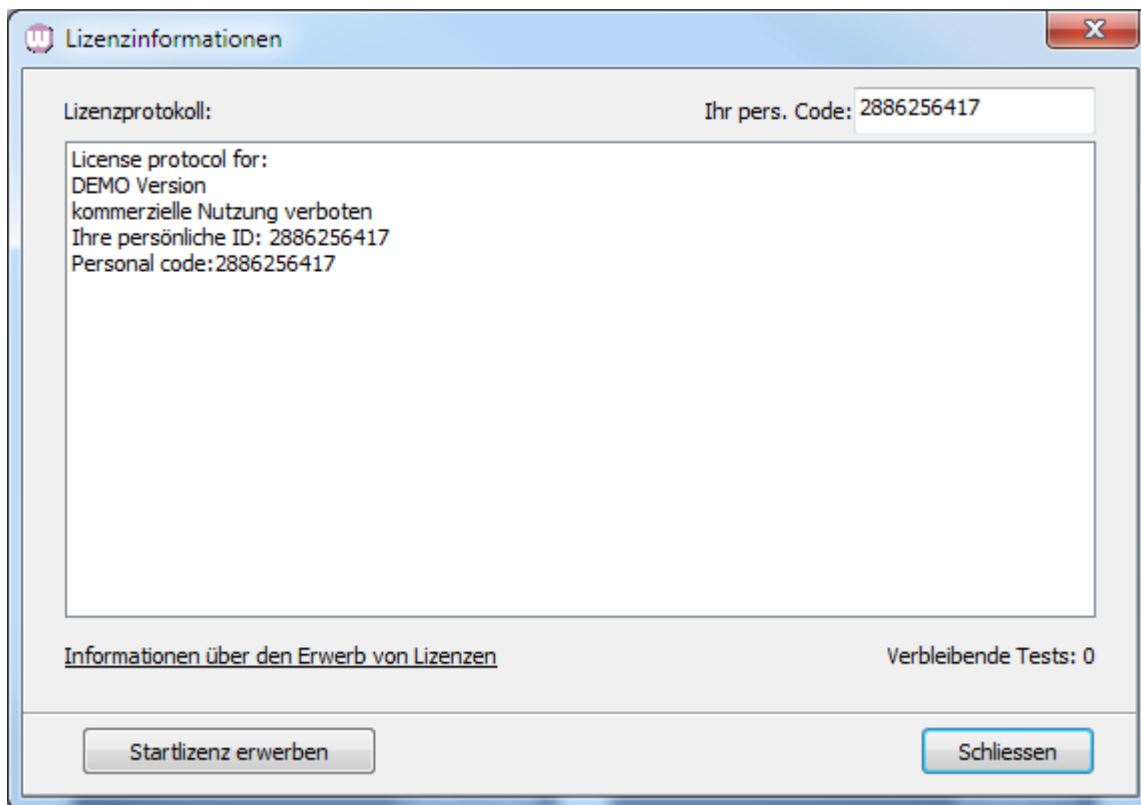 Lizenzinformationen
Lizenzprotokoll:
Ihr pers. Code: 2886256417
License protocol for:
DEMO Version
kommerzielle Nutzung verboten
Ihre persönliche ID: 2886256417
Personal code:2886256417
Informationen über den Erwerb von Lizenzen
Verbleibende Tests: 0
Startlizenz erwerben
Schliessen